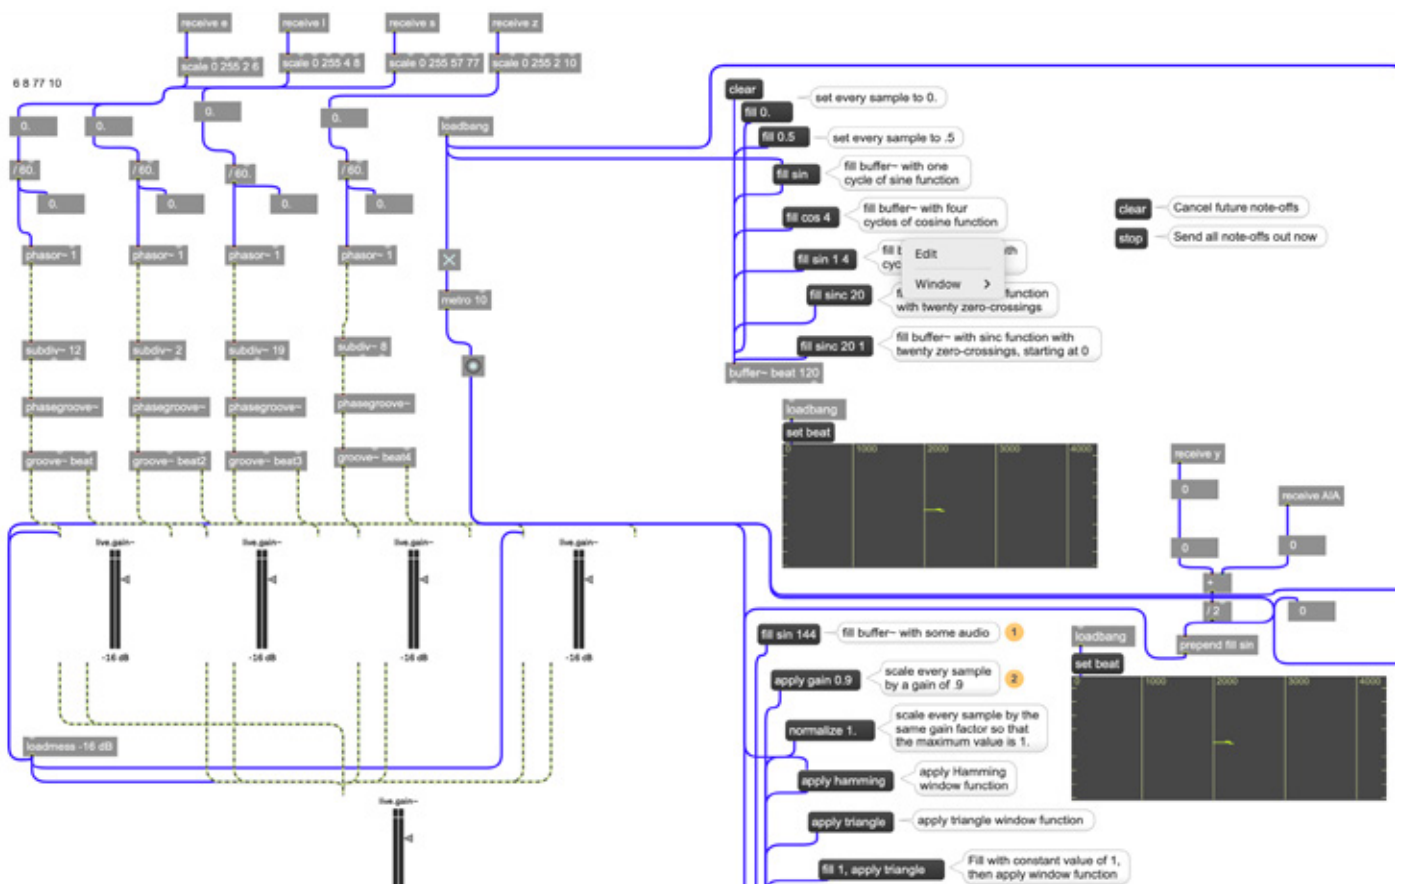 receive e
receive l
receive s
receive z
scale 0 255 2 6
scale 0 255 4 8
scale 0 255 57 77
scale 0 255 2 10
6 8 77 10
0.
0.
0.
0.
loadbang
/ 60.
/ 60.
/ 60.
/ 60.
0.
0.
0.
0.
phasor~ 1
phasor~ 1
phasor~ 1
phasor~ 1
metro 10
subdiv~ 12
subdiv~ 2
subdiv~ 19
subdiv~ 8
phasegroove~
phasegroove~
phasegroove~
phasegroove~
groove~ beat
groove~ beat2
groove~ beat3
groove~ beat4
live.gain~
live.gain~
live.gain~
live.gain~
-16 dB
-16 dB
-16 dB
-16 dB
loadmess -16 dB
live.gain~
clear
fill 0.
set every sample to 0.
fill 0.5
set every sample to .5
fill sin
fill buffer~ with one
cycle of sine function
fill cos 4
fill buffer~ with four
cycles of cosine function
fill sin 1 4
Edit
Window
fill sinc 20
function
with twenty zero-crossings
fill sinc 20 1
fill buffer~ with sinc function with
twenty zero-crossings, starting at 0
buffer~ beat 120
clear
Cancel future note-offs
stop
Send all note-offs out now
loadbang
set beat
0
1000
2000
3000
4000
receive y
0
0
receive AIA
0
+
/ 2
0
prepend fill sin
loadbang
set beat
0
1000
2000
3000
4000
fill sin 144
fill buffer~ with some audio
1
apply gain 0.9
scale every sample
by a gain of .9
2
normalize 1.
scale every sample by the
same gain factor so that
the maximum value is 1.
apply hamming
apply Hamming
window function
apply triangle
apply triangle window function
fill 1, apply triangle
Fill with constant value of 1,
then apply window function